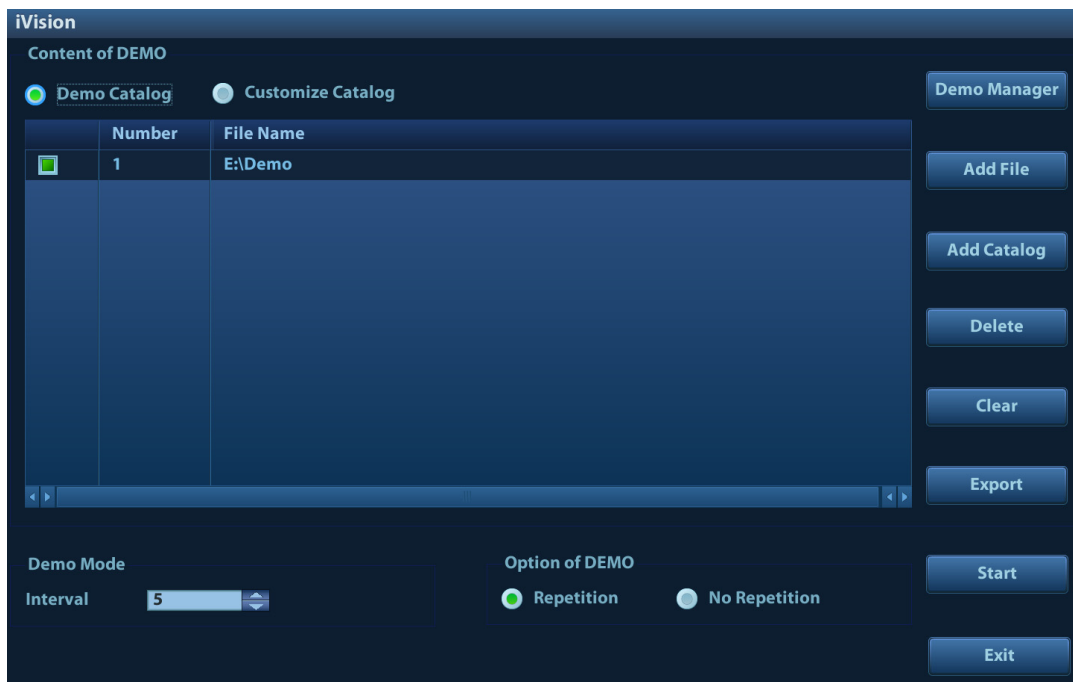 iVision
Content of DEMO
Demo Catalog Customize Catalog
Demo Manager
Number File Name
1 E:\Demo
Add File
Add Catalog
Delete
Clear
Export
Demo Mode
Interval 5
Option of DEMO
Repetition No Repetition
Start
Exit